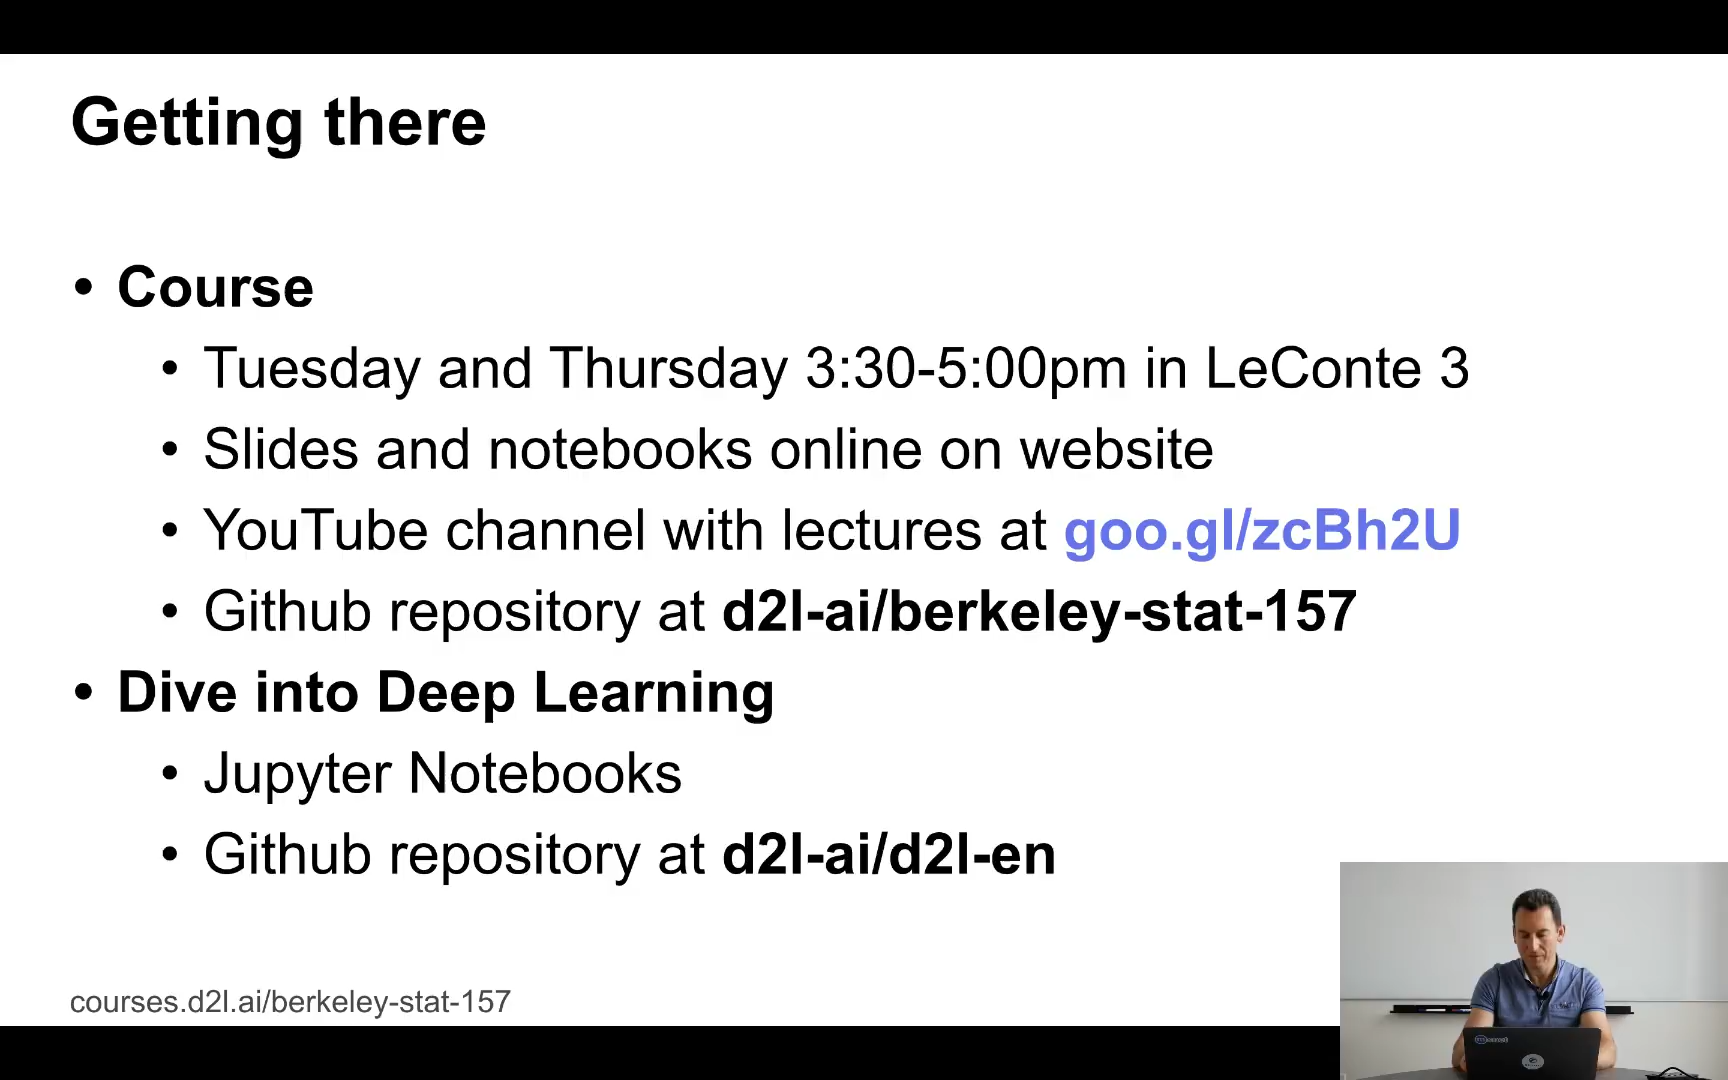 Getting there
• Course
• Tuesday and Thursday 3:30-5:00pm in LeConte 3
• Slides and notebooks online on website
• YouTube channel with lectures at goo.gl/zcBh2U
• Github repository at d2l-ai/berkeley-stat-157
• Dive into Deep Learning
• Jupyter Notebooks
• Github repository at d2l-ai/d2l-en
courses.d2l.ai/berkeley-stat-157